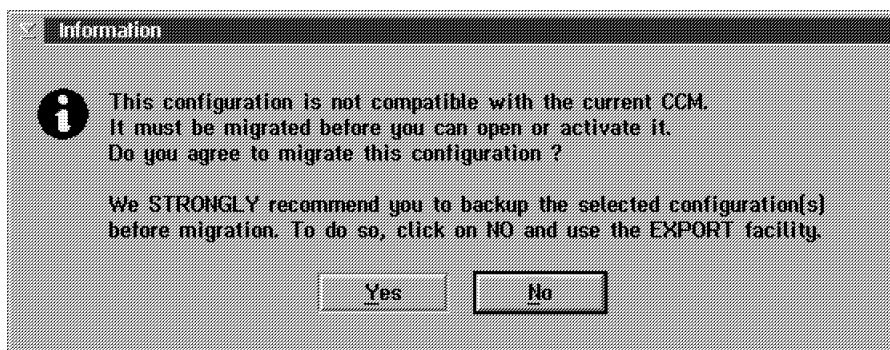 Information
This configuration is not compatible with the current CCM.
It must be migrated before you can open or activate it.
Do you agree to migrate this configuration ?
We STRONGLY recommend you to backup the selected configuration(s)
before migration. To do so, click on NO and use the EXPORT facility.
Yes No